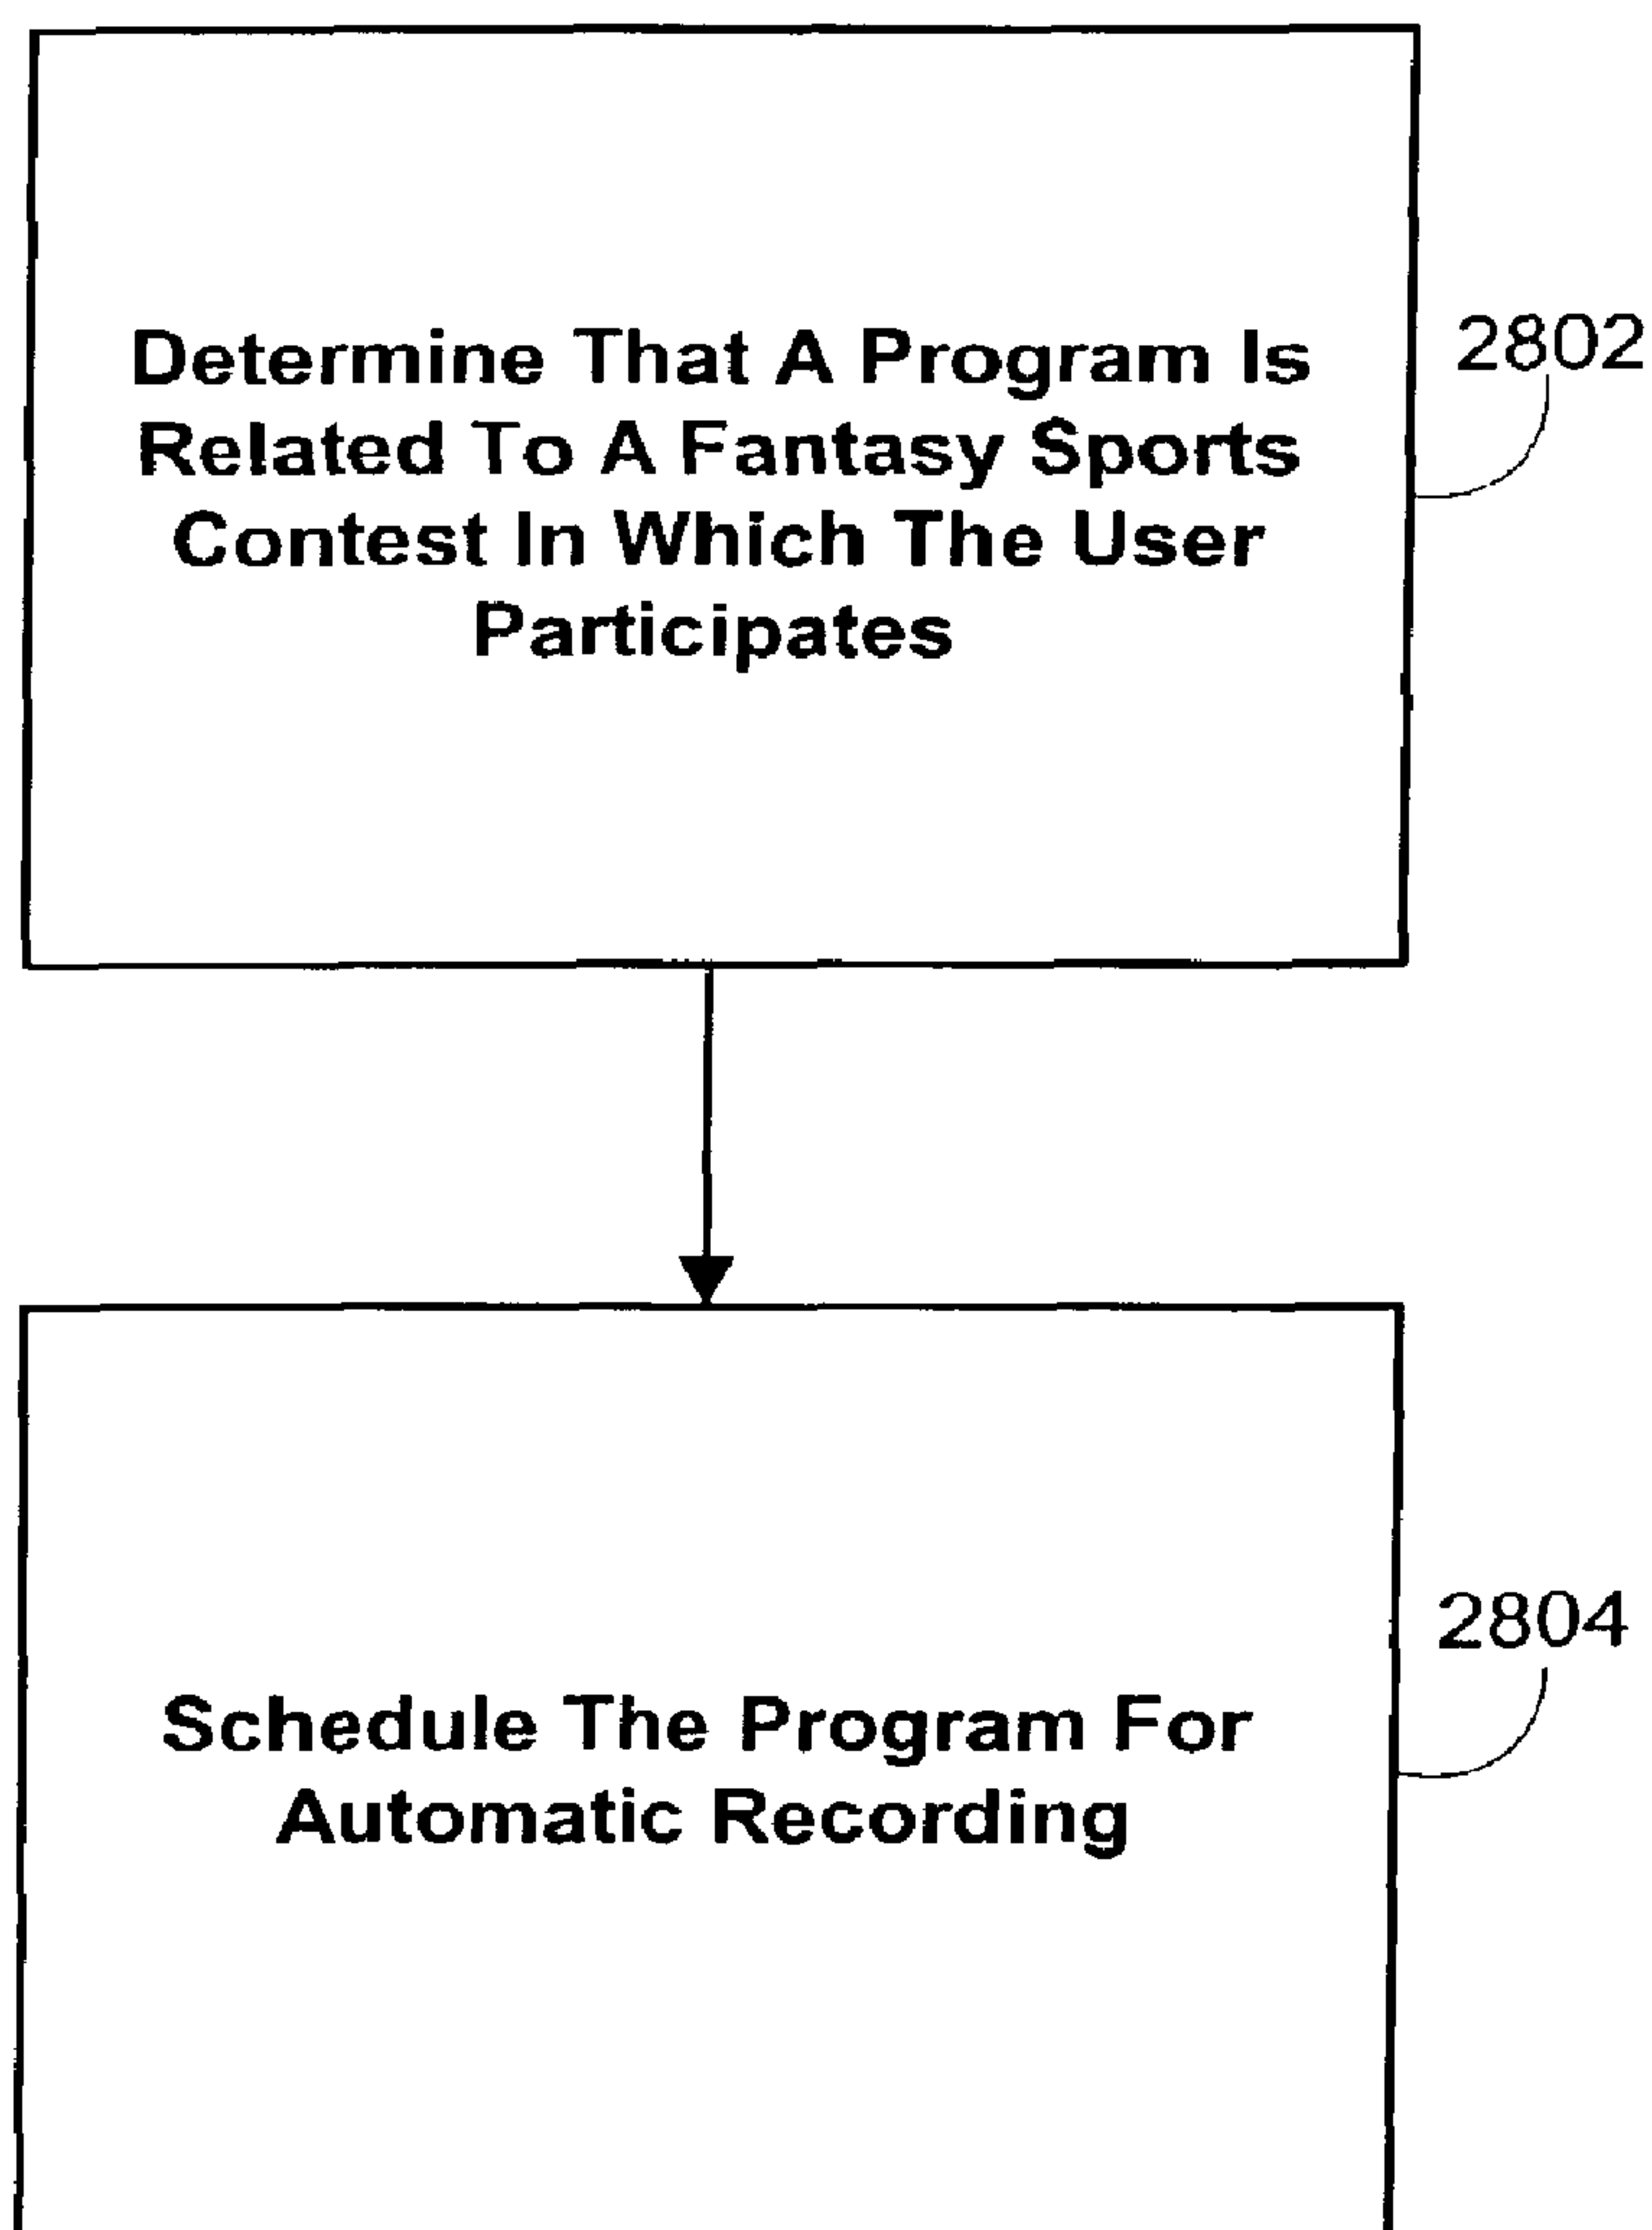 Determine That A Program Is
Related To A Fantasy Sports
Contest In Which The User
Participates
2802
Schedule The Program For
Automatic Recording
2804